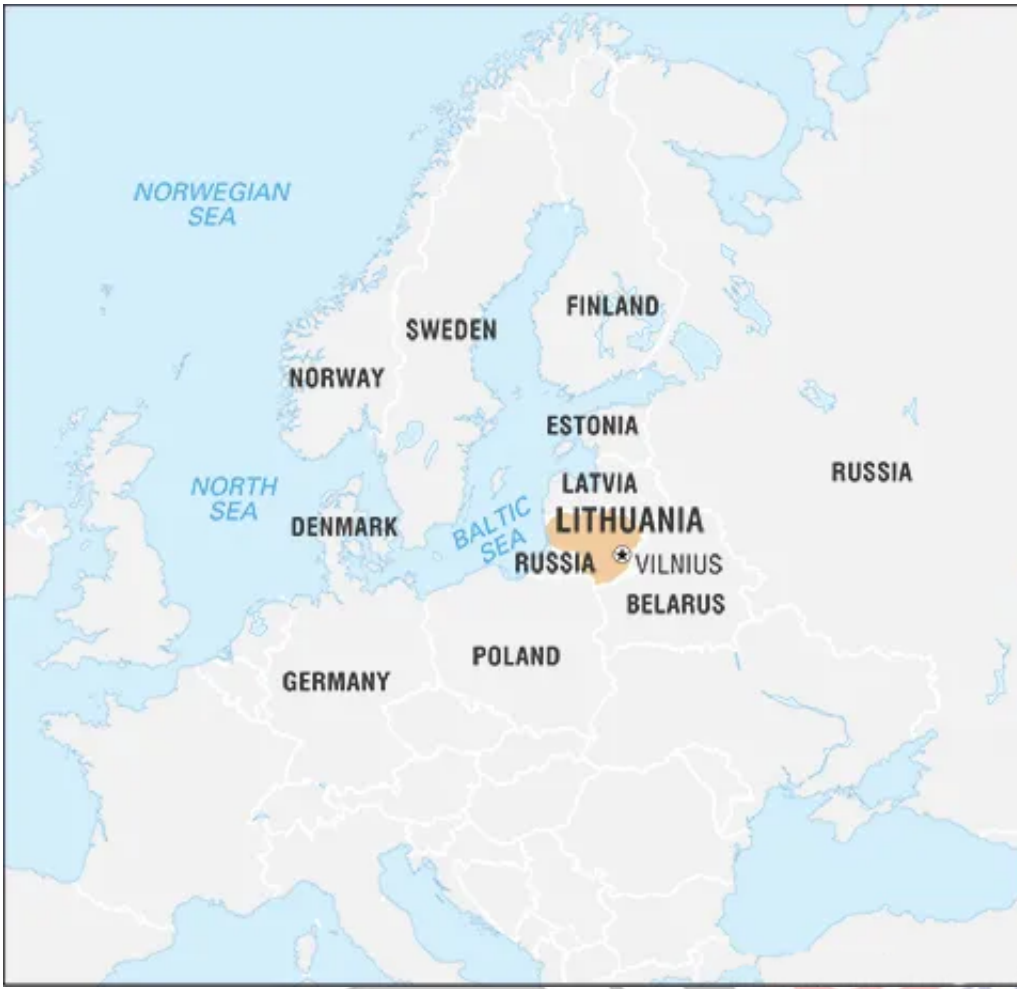 NORWEGIAN
SEA
FINLAND
SWEDEN
NORWAY
ESTONIA
RUSSIA
LATVIA
NORTH
SEA
BALTIC
SEA
LITHUANIA
DENMARK
RUSSIA
VILNIUS
BELARUS
POLAND
GERMANY